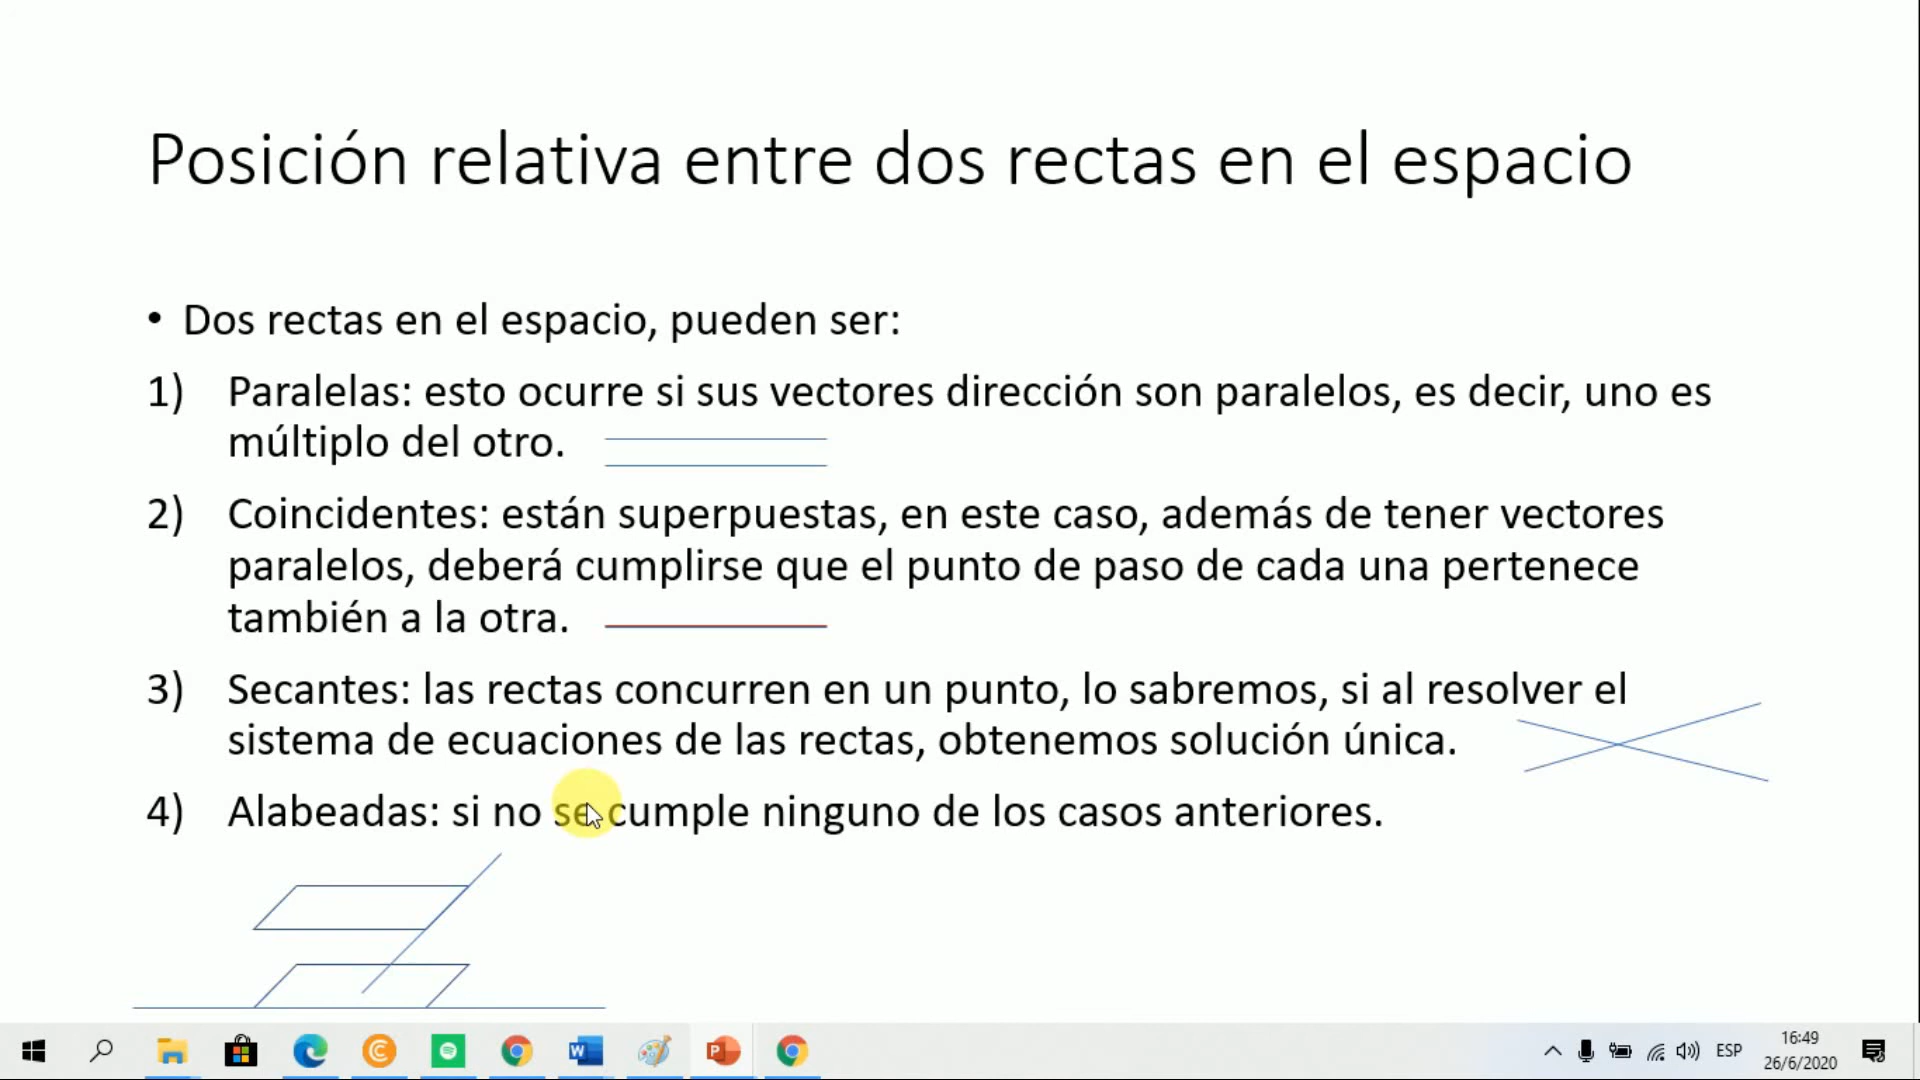 Posición relativa entre dos rectas en el espacio
• Dos rectas en el espacio, pueden ser:
1) Paralelas: esto ocurre si sus vectores dirección son paralelos, es decir, uno es
múltiplo del otro.
2) Coincidentes: están superpuestas, en este caso, además de tener vectores
paralelos, deberá cumplirse que el punto de paso de cada una pertenece
también a la otra.
3) Secantes: las rectas concurren en un punto, lo sabremos, si al resolver el
sistema de ecuaciones de las rectas, obtenemos solución única.
4) Alabeadas: si no se cumple ninguno de los casos anteriores.
ESP
16:49
26/6/2020